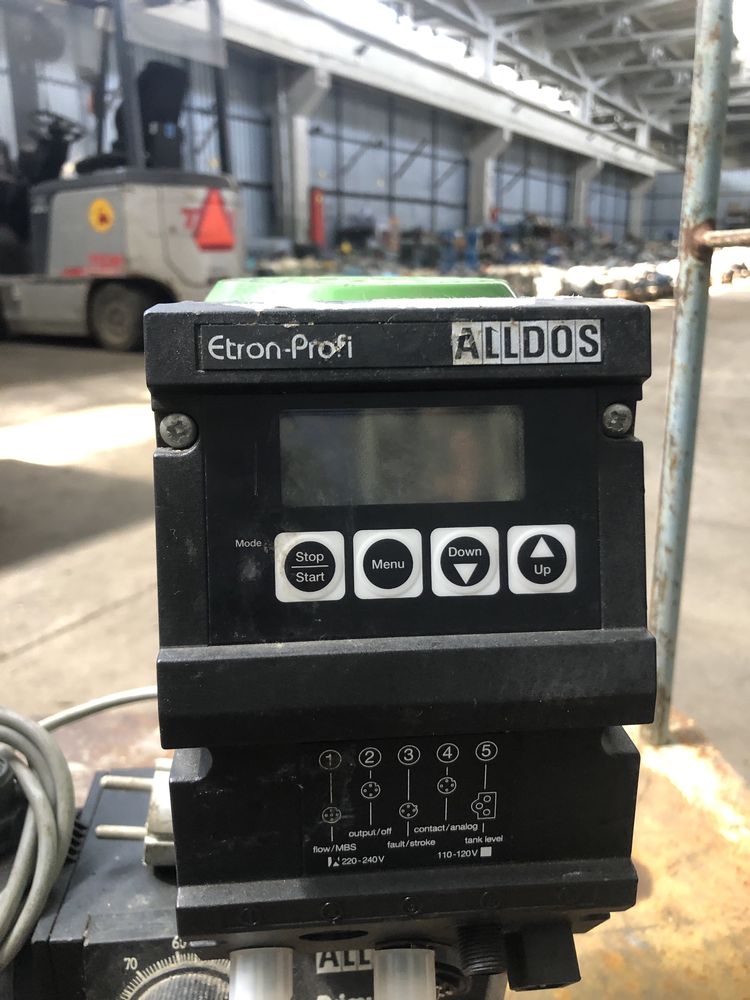 Etron-Profi
ALLDOS
Mode
Stop
Start
Menu
Down
Up
1 2 3 4 5
output/off contact/analog
flow/MBS fault/stroke tank level
220-240V 110-120V
60
70
ALL